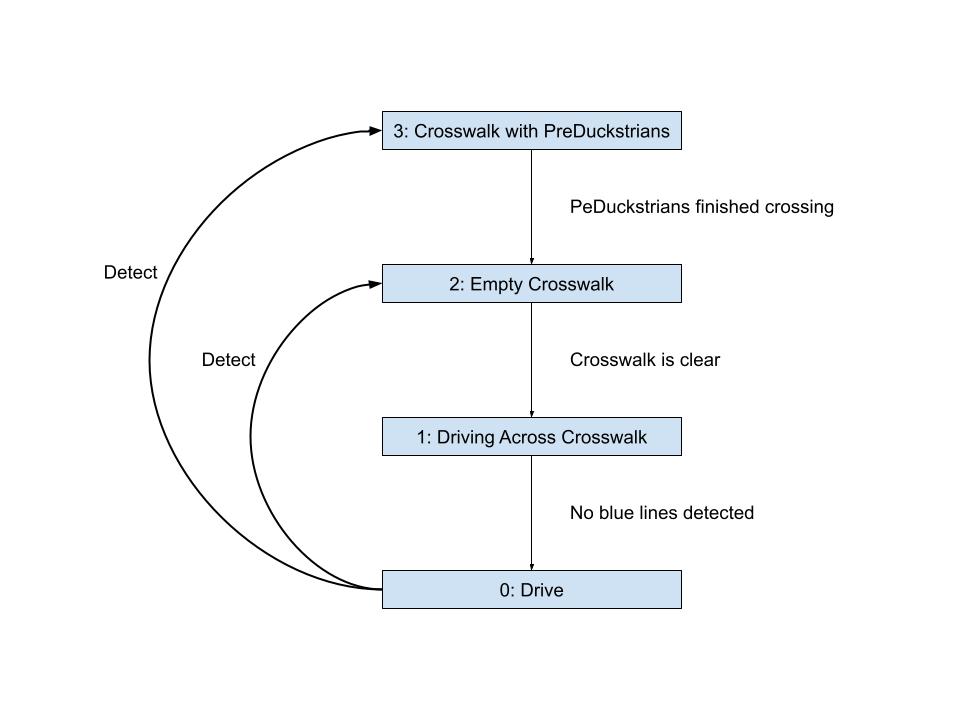 3: Crosswalk with PreDuckstrians
PeDuckstrians finished crossing
Detect
2: Empty Crosswalk
Detect
Crosswalk is clear
1: Driving Across Crosswalk
No blue lines detected
0: Drive